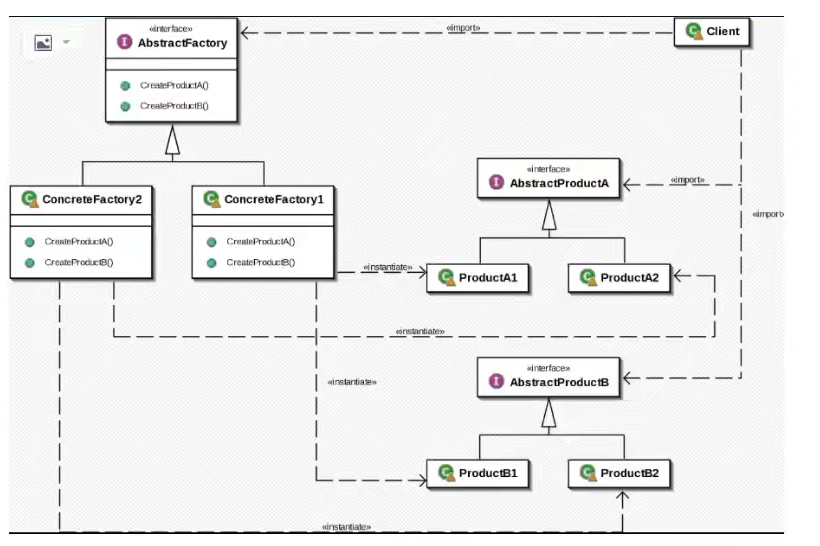 «interface»
AbstractFactory
CreateProductA()
CreateProductB()
«import»
Client
ConcreteFactory2
CreateProductA()
CreateProductB()
ConcreteFactory1
CreateProductA()
CreateProductB()
«interface»
AbstractProductA
«import»
«import»
«instantiate»
ProductA1
ProductA2
«instantiate»
«interface»
AbstractProductB
«instantiate»
ProductB1
ProductB2
«instantiate»